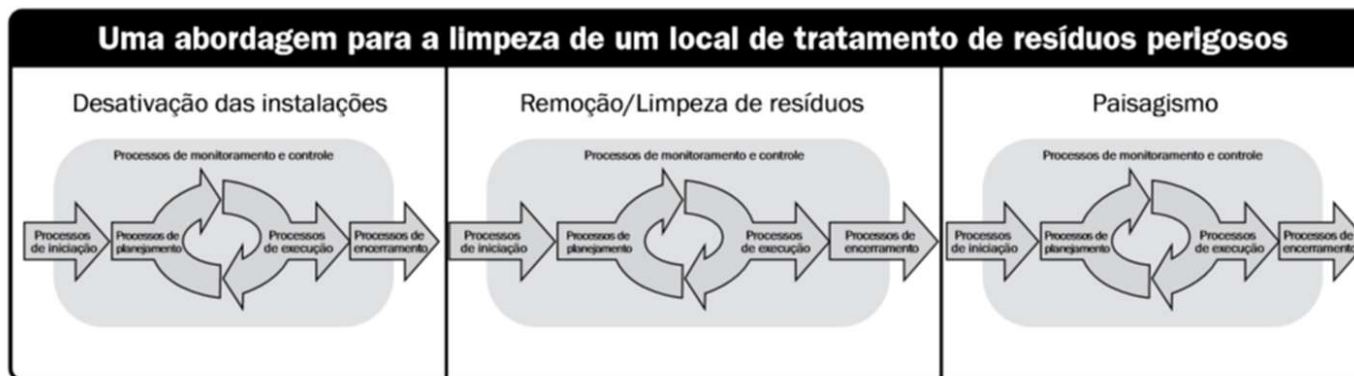 Uma abordagem para a limpeza de um local de tratamento de resíduos perigosos
Desativação das instalações
Processos de monitoramento e controle
Processos
de iniciação
Processos de
planejamento
Processos
de execução
Processos de
encerramento
Remoção/Limpeza de resíduos
Processos de monitoramento e controle
Processos
de iniciação
Processos de
planejamento
Processos
de execução
Processos de
encerramento
Paisagismo
Processos de monitoramento e controle
Processos
de iniciação
Processos de
planejamento
Processos
de execução
Processos de
encerramento